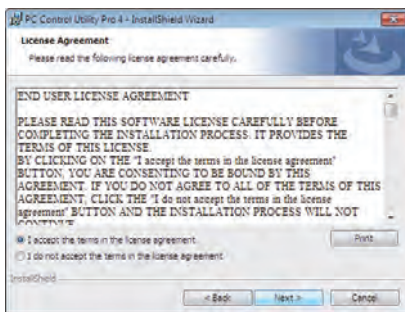 PC Control Utility Pro 4 - InstallShield Wizard
License Agreement
Please read the following license agreement carefully.
END USER LICENSE AGREEMENT
PLEASE READ THIS SOFTWARE LICENSE CAREFULLY BEFORE
COMPLETING THE INSTALLATION PROCESS. IT PROVIDES THE
TERMS OF THIS LICENSE.
BY CLICKING ON THE "I accept the terms in the license agreement"
BUTTON, YOU ARE CONSENTING TO BE BOUND BY THIS
AGREEMENT. IF YOU DO NOT AGREE TO ALL OF THE TERMS OF THIS
AGREEMENT, CLICK THE "I do not accept the terms in the license
agreement" BUTTON AND THE INSTALLATION PROCESS WILL NOT
CONTINUE
I accept the terms in the license agreement
Print
I do not accept the terms in the license agreement
InstallShield
< Back
Next >
Cancel